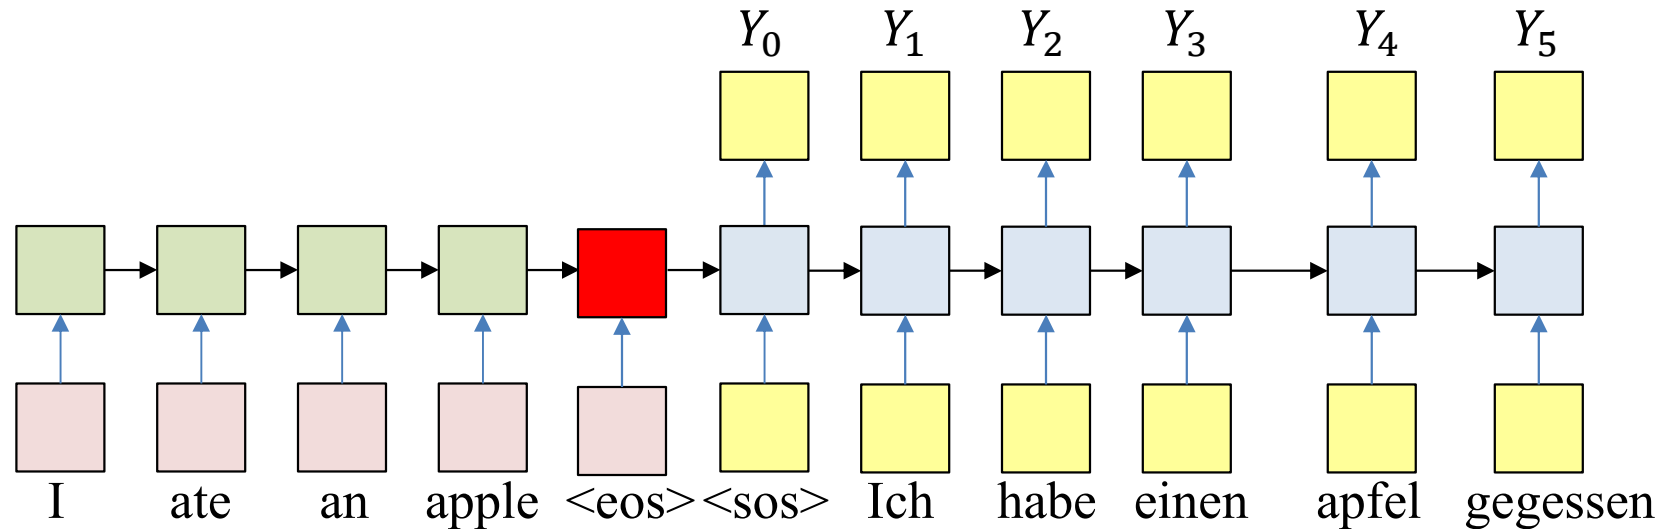 Y₀ Y₁ Y₂ Y₃ Y₄ Y₅
I ate an apple <eos> <sos> Ich habe einen apfel gegessen